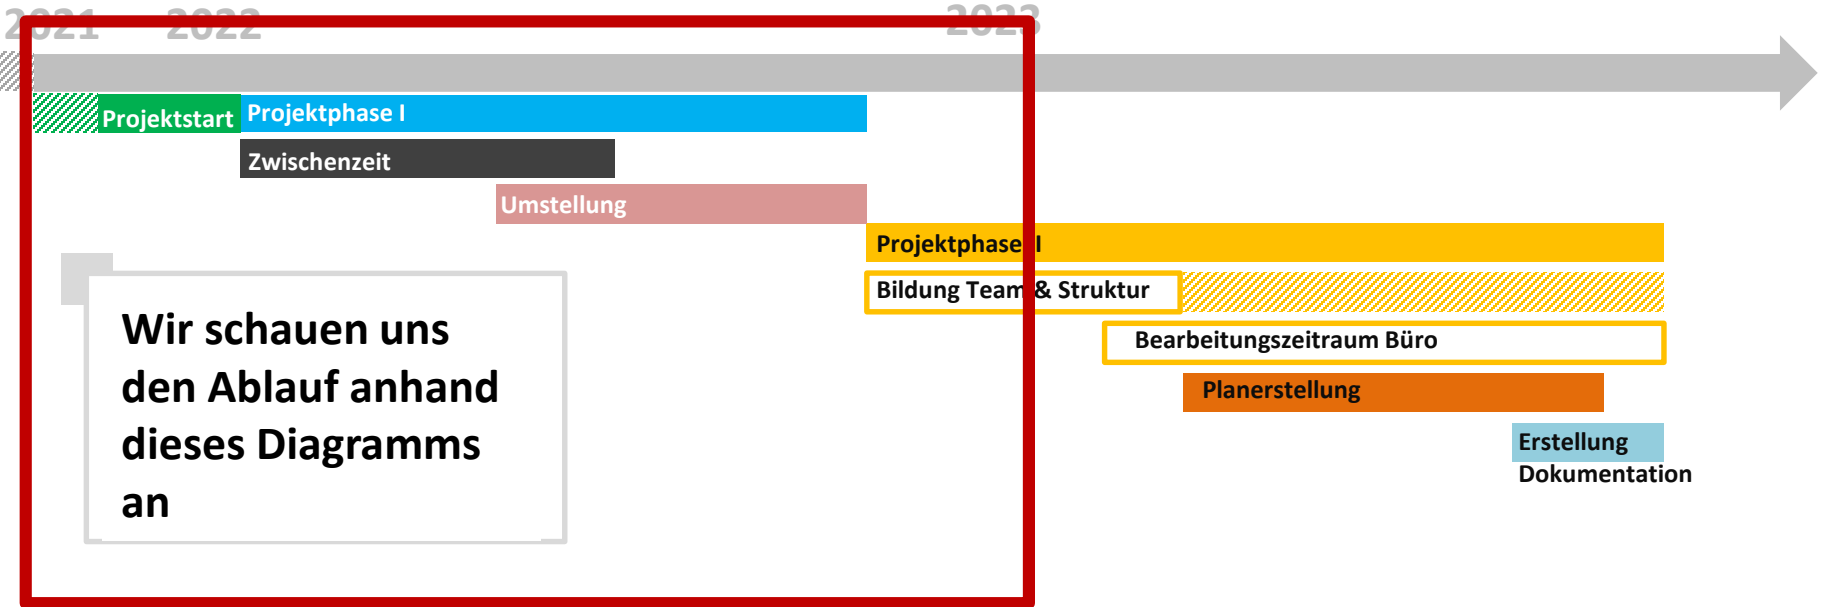 2021 2022 2023
Projektstart Projektphase I
Zwischenzeit
Umstellung
Projektphase II
Bildung Team & Struktur
Bearbeitungszeitraum Büro
Planerstellung
Erstellung
Dokumentation
Wir schauen uns
den Ablauf anhand
dieses Diagramms
an